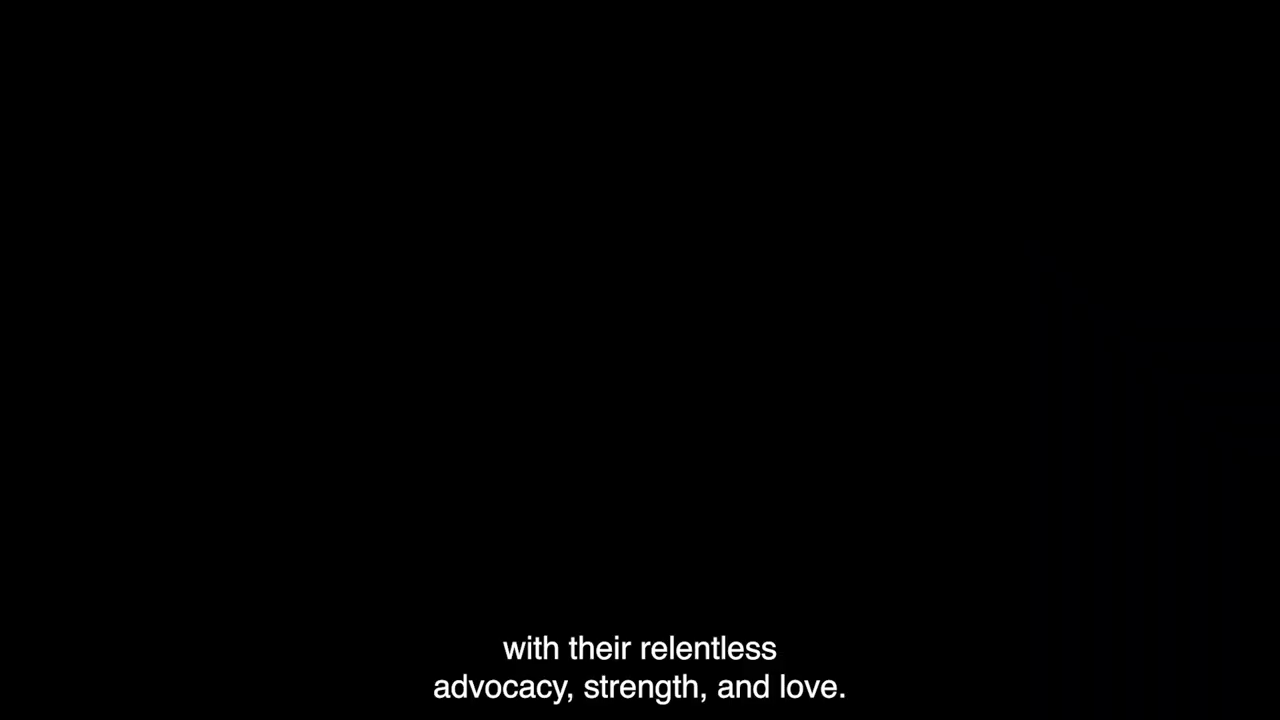 with their relentless
advocacy, strength, and love.